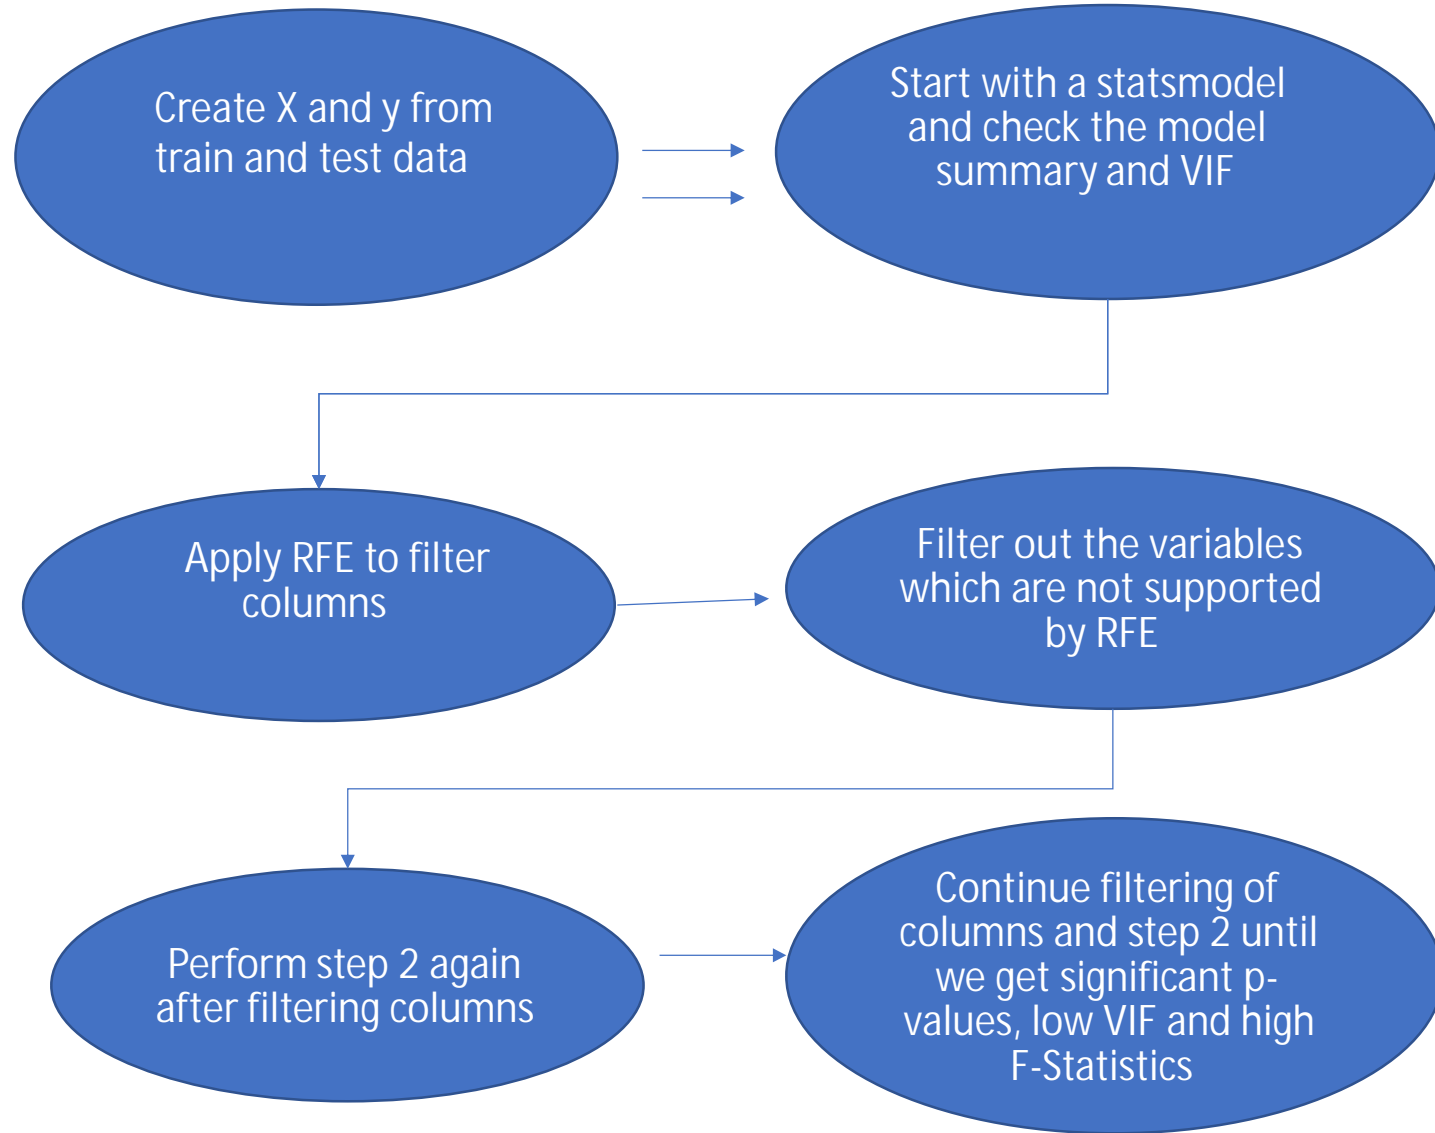 Create X and y from
train and test data
Start with a statsmodel
and check the model
summary and VIF
Apply RFE to filter
columns
Filter out the variables
which are not supported
by RFE
Perform step 2 again
after filtering columns
Continue filtering of
columns and step 2 until
we get significant p-
values, low VIF and high
F-Statistics